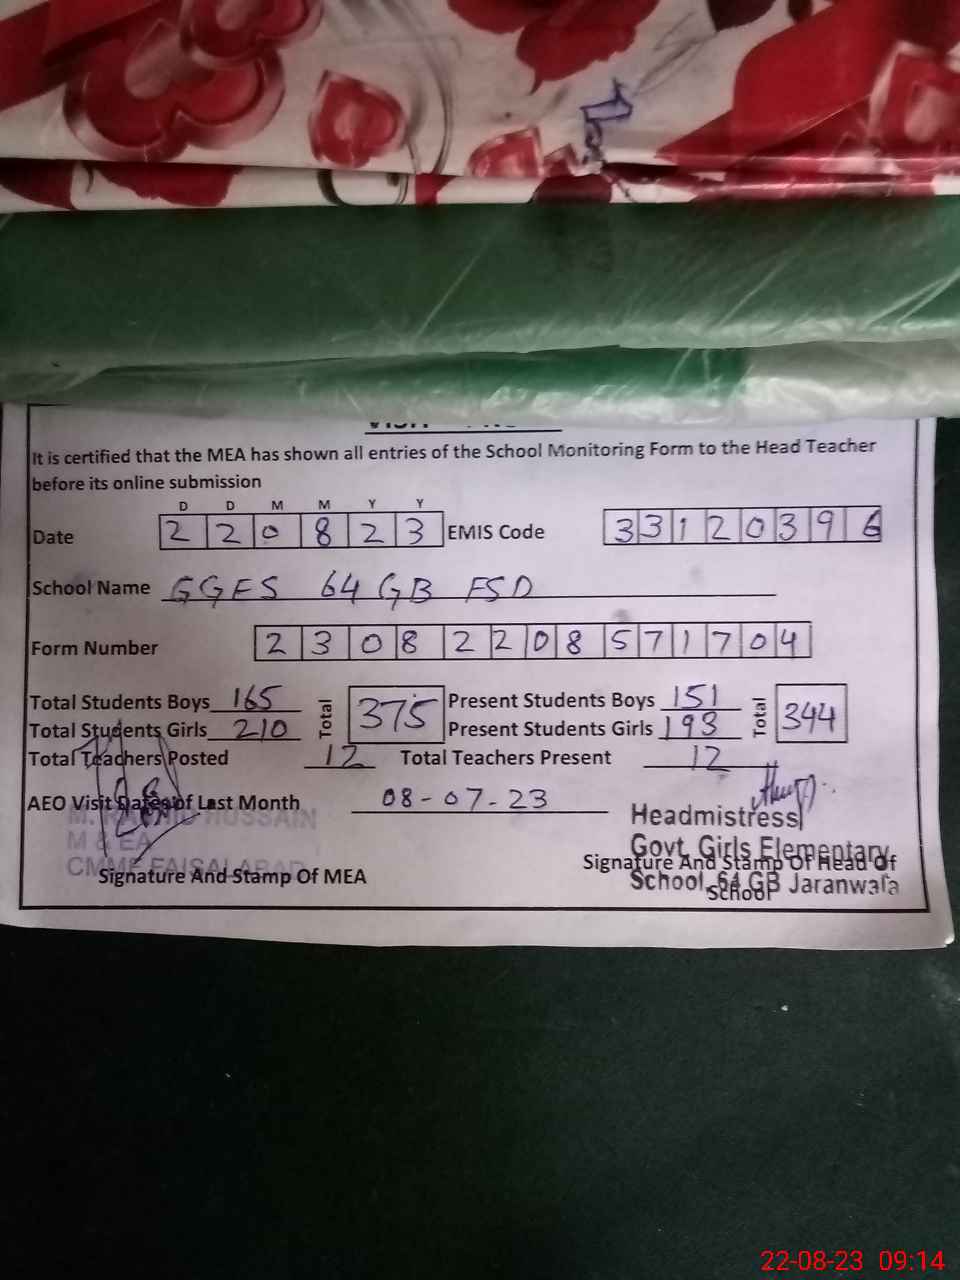 It is certified that the MEA has shown all entries of the School Monitoring Form to the Head Teacher
before its online submission
D D M M Y Y
Date 2 2 0 8 2 3 EMIS Code 3 3 1 2 0 3 9 6
School Name GGES 64 GB FSD
Form Number 2 3 0 8 2 2 0 8 5 7 1 7 0 4
Total Students Boys 165 Total 375 Present Students Boys 151 Total 344
Total Students Girls 210 Present Students Girls 193
Total Teachers Posted 12 Total Teachers Present 12
AEO Visit Dates of Last Month 08-07-23
Headmistress
M. HUSSAIN
M & EA
Govt. Girls Elementary
CMMF FAISALABAD
Signature And Stamp Of MEA
Signature And Stamp Of Head Of
School, 64 GB Jaranwala
School
22-08-23 09:14